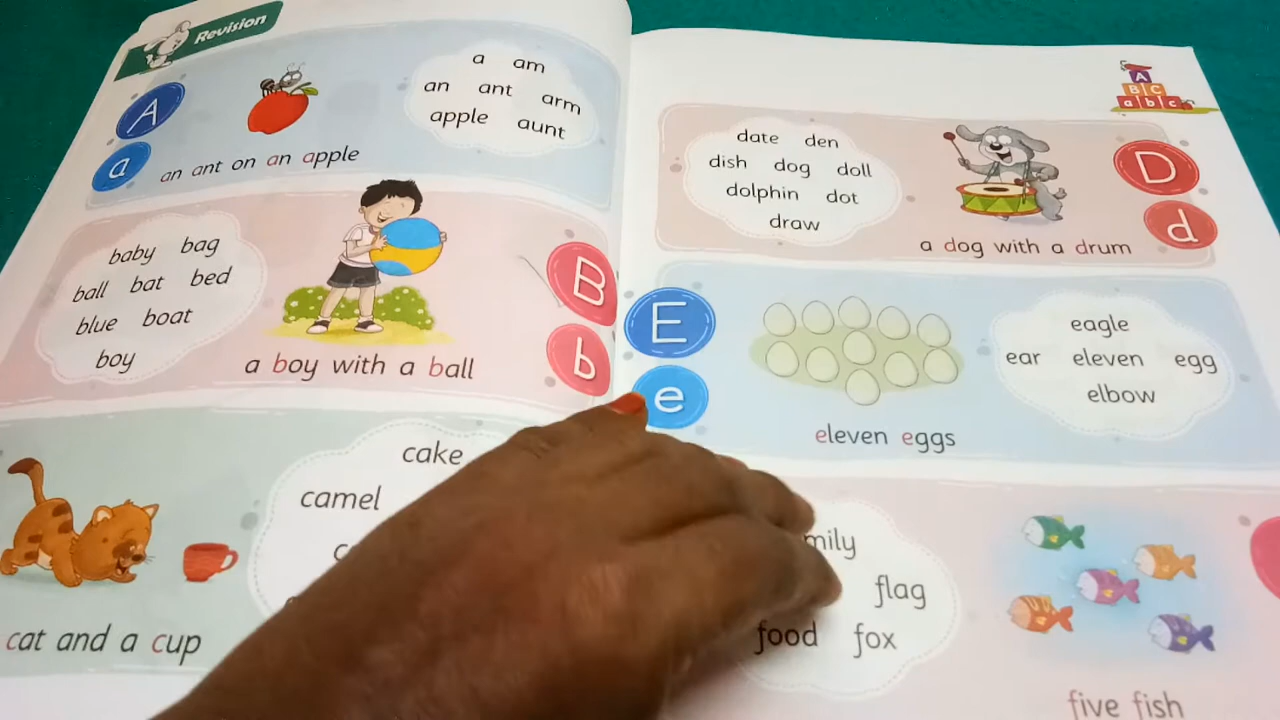 Revision
A
a
a am
an ant arm
apple aunt
an ant on an apple
baby bag
ball bat bed
blue boat
boy
a boy with a ball
B
b
cake
camel
cat and a cup
A
B C
a b c
date den
dish dog doll
dolphin dot
draw
a dog with a drum
D
d
E
e
eleven eggs
eagle
ear eleven egg
elbow
mily
flag
food fox
five fish